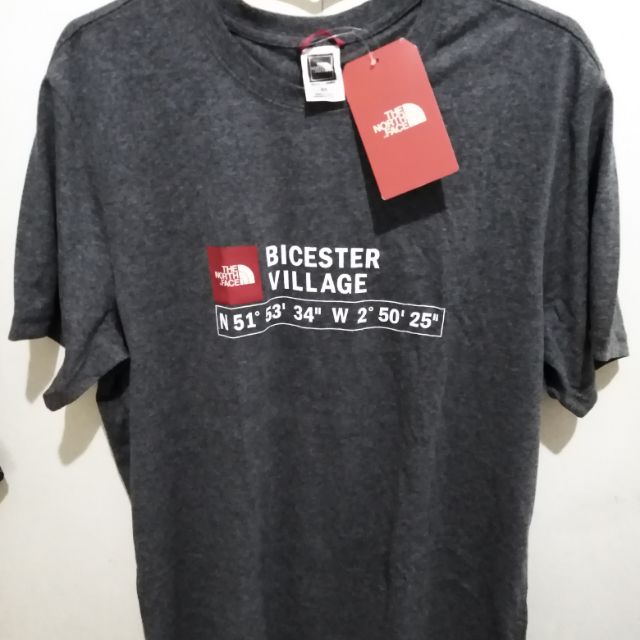 THE
NORTH
FACE
THE
NORTH
FACE
BICESTER
VILLAGE
N 51° 53' 34" W 2° 50' 25"